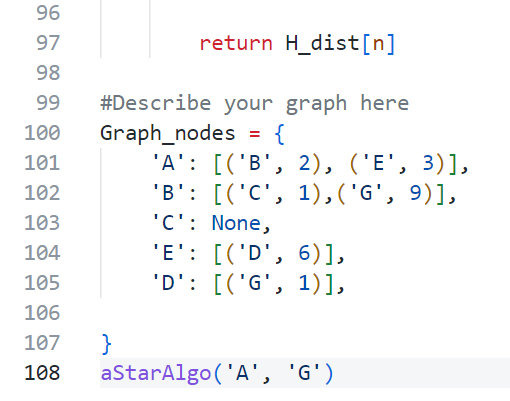 96
97 return H_dist[n]
98
99 #Describe your graph here
100 Graph_nodes = {
101 'A': [('B', 2), ('E', 3)],
102 'B': [('C', 1),('G', 9)],
103 'C': None,
104 'E': [('D', 6)],
105 'D': [('G', 1)],
106
107 }
108 aStarAlgo('A', 'G')